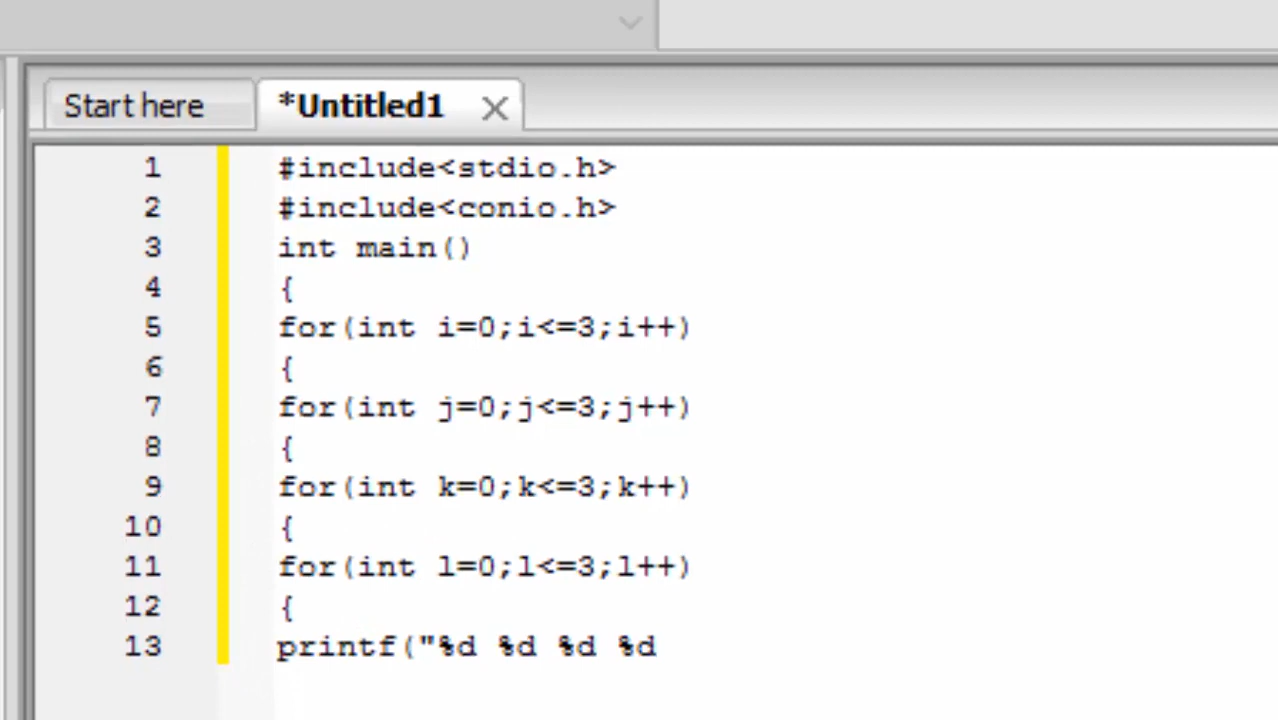 Start here *Untitled1
1 #include<stdio.h>
2 #include<conio.h>
3 int main()
4 {
5 for(int i=0;i<=3;i++)
6 {
7 for(int j=0;j<=3;j++)
8 {
9 for(int k=0;k<=3;k++)
10 {
11 for(int l=0;l<=3;l++)
12 {
13 printf("%d %d %d %d